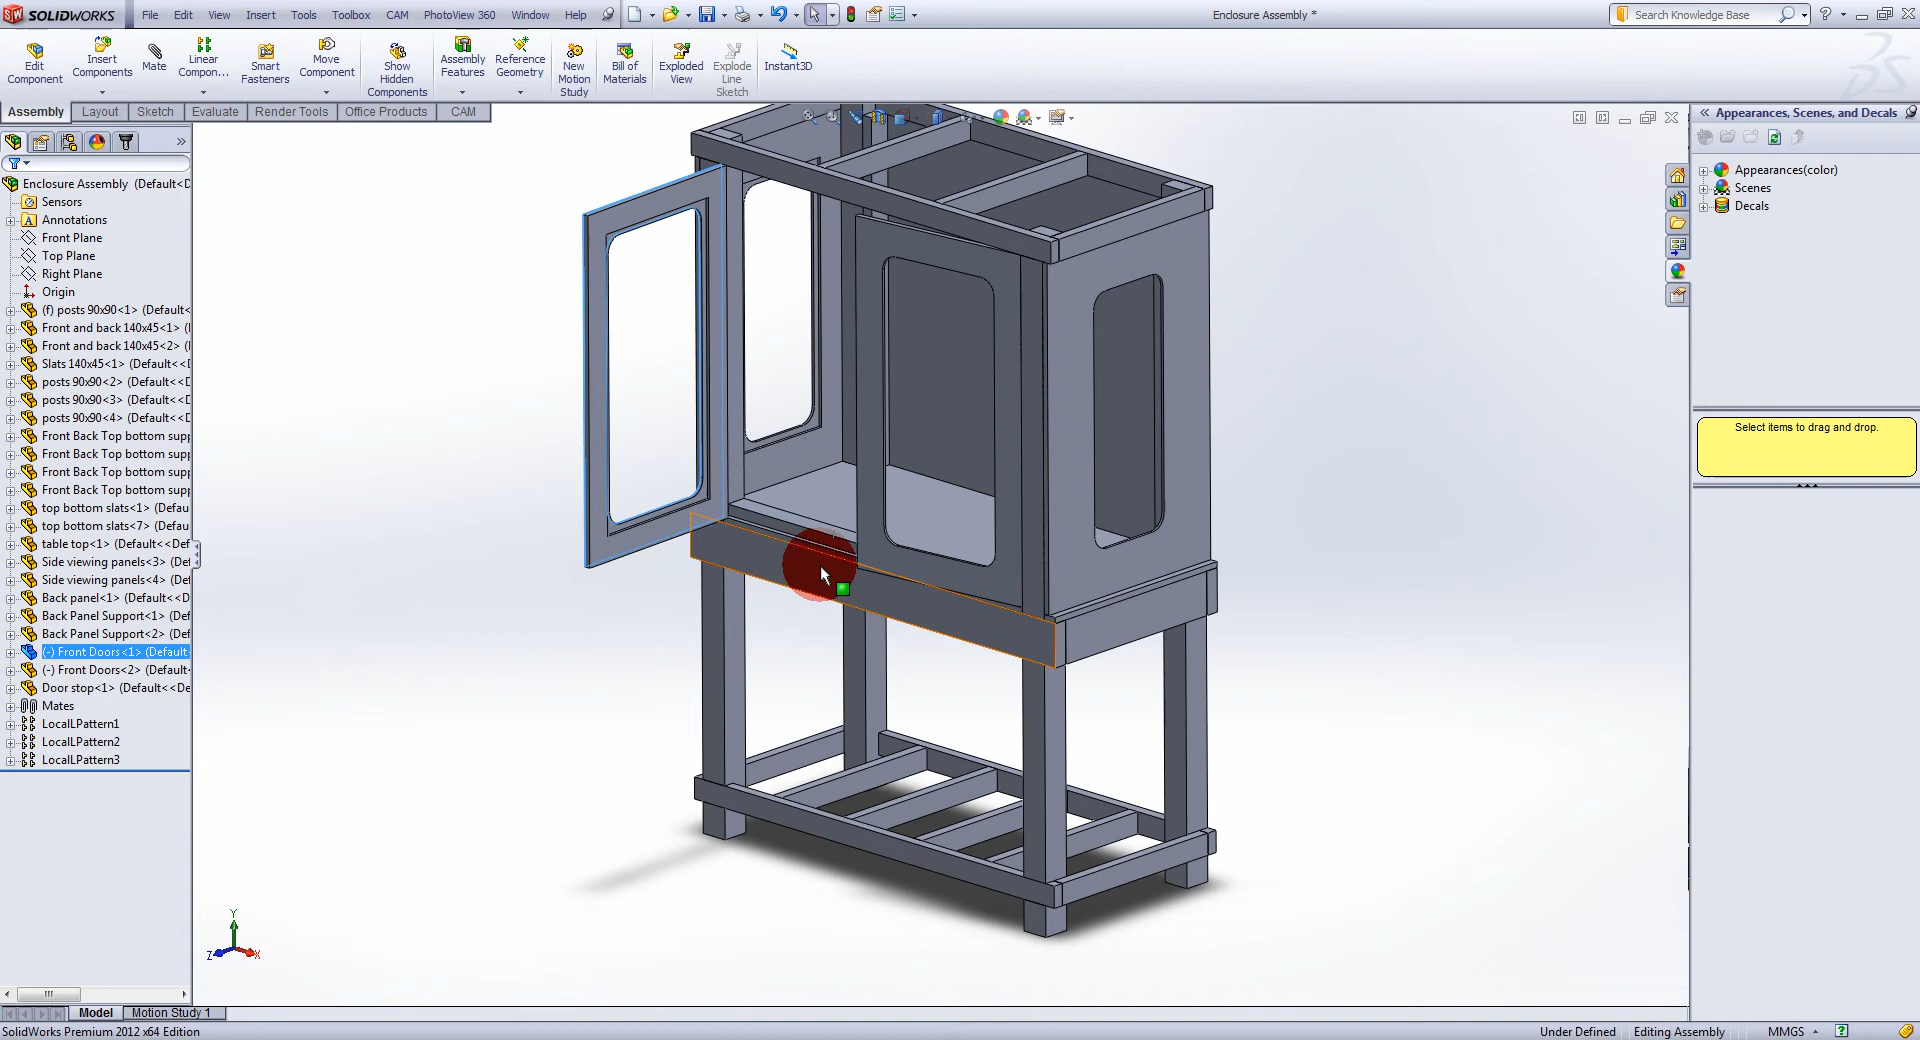 SW SOLIDWORKS File Edit View Insert Tools Toolbox CAM PhotoView 360 Window Help Enclosure Assembly * Search Knowledge Base ?
Edit Component
Insert Components
Mate
Linear Compon...
Smart Fasteners
Move Component
Show Hidden Components
Assembly Features
Reference Geometry
New Motion Study
Bill of Materials
Exploded View
Explode Line Sketch
Instant3D
Assembly Layout Sketch Evaluate Render Tools Office Products CAM
Appearances, Scenes, and Decals
Appearances(color)
Scenes
Decals
Select items to drag and drop.
Enclosure Assembly (Default<D
Sensors
Annotations
Front Plane
Top Plane
Right Plane
Origin
(f) posts 90x90<1> (Default<
Front and back 140x45<1> (
Front and back 140x45<2> (
Slats 140x45<1> (Default<<D
posts 90x90<2> (Default<<D
posts 90x90<3> (Default<<D
posts 90x90<4> (Default<<D
Front Back Top bottom supp
Front Back Top bottom supp
Front Back Top bottom supp
Front Back Top bottom supp
top bottom slats<1> (Defau
top bottom slats<7> (Defau
table top<1> (Default<<Def
Side viewing panels<3> (De
Side viewing panels<4> (De
Back panel<1> (Default<<D
Back Panel Support<1> (Def
Back Panel Support<2> (Def
(-) Front Doors<1> (Default
(-) Front Doors<2> (Default<
Door stop<1> (Default<<De
Mates
LocalLPattern1
LocalLPattern2
LocalLPattern3
Y
Z X
Model Motion Study 1
SolidWorks Premium 2012 x64 Edition Under Defined Editing Assembly MMGS ?